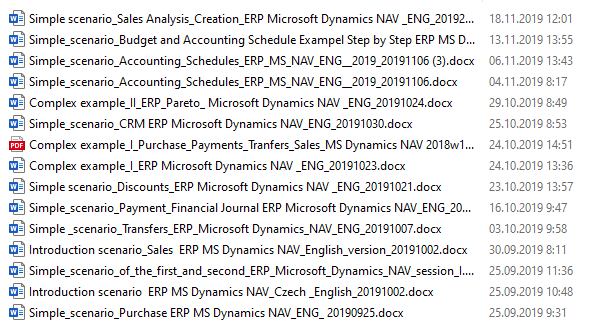 Simple scenario_Sales Analysis_Creation_ERP Microsoft Dynamics NAV _ENG_20192... 18.11.2019 12:01
Simple_scenario_Budget and Accounting Schedule Exampel Step by Step ERP MS D... 13.11.2019 13:55
Simple_scenario_Accounting_Schedules_ERP_MS_NAV_ENG__2019_20191106 (3).docx 06.11.2019 13:43
Simple_scenario_Accounting_Schedules_ERP_MS_NAV_ENG__2019_20191106.docx 04.11.2019 8:17
Complex example_II_ERP_Pareto_ Microsoft Dynamics NAV_ENG_20191024.docx 29.10.2019 8:49
Simple_scenario_CRM ERP Microsoft Dynamics NAV_ENG_20191030.docx 25.10.2019 8:53
PDF Complex example_I_Purchase_Payments_Tranfers_Sales_MS Dynamics NAV 2018w1... 24.10.2019 14:51
Complex example_I_ERP Microsoft Dynamics NAV _ENG_20191023.docx 24.10.2019 13:36
Simple scenario_Discounts_ERP Microsoft Dynamics NAV _ENG_20191021.docx 23.10.2019 13:57
Simple_scenario_Payment_Financial Journal ERP Microsoft Dynamics NAV_ENG_20... 16.10.2019 9:47
Simple _scenario_Transfers_ERP_Microsoft Dynamics NAV_ENG_20191007.docx 03.10.2019 9:58
Introduction scenario_Sales  ERP MS Dynamics NAV_English_version_20191002.docx 30.09.2019 8:11
Simple_scenario_of_the_first_and_second_ERP_Microsoft_Dynamics_NAV_session_I.... 25.09.2019 11:36
Introduction scenario  ERP MS Dynamics NAV_Czech _English_20191002.docx 25.09.2019 10:48
Simple_scenario_Purchase ERP MS Dynamics NAV_ENG_ 20190925.docx 25.09.2019 9:31